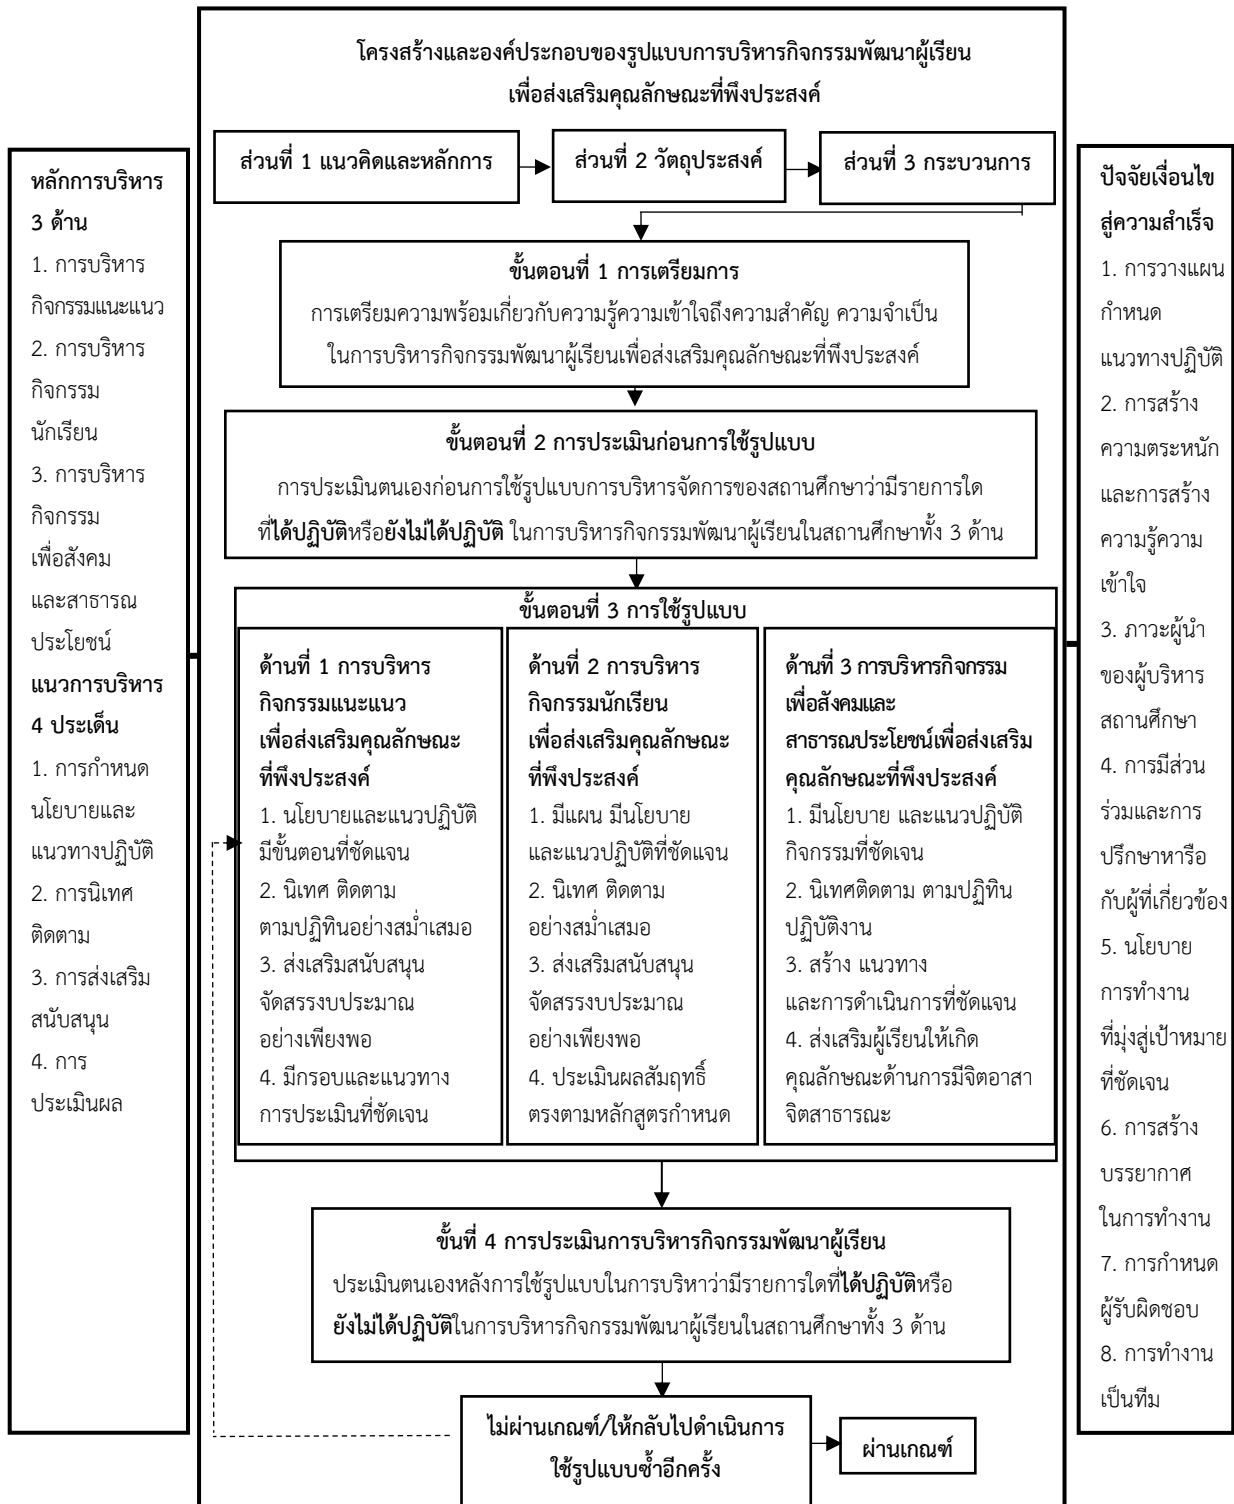 โครงสร้างและองค์ประกอบของรูปแบบการบริหารกิจกรรมพัฒนาผู้เรียน
เพื่อส่งเสริมคุณลักษณะที่พึงประสงค์
ส่วนที่ 1 แนวคิดและหลักการ
ส่วนที่ 2 วัตถุประสงค์
ส่วนที่ 3 กระบวนการ
หลักการบริหาร
3 ด้าน
1. การบริหาร
กิจกรรมแนะแนว
2. การบริหาร
กิจกรรม
นักเรียน
3. การบริหาร
กิจกรรม
เพื่อสังคม
และสาธารณ
ประโยชน์
แนวการบริหาร
4 ประเด็น
1. การกำหนด
นโยบายและ
แนวทางปฏิบัติ
2. การนิเทศ
ติดตาม
3. การส่งเสริม
สนับสนุน
4. การ
ประเมินผล
ขั้นตอนที่ 1 การเตรียมการ
การเตรียมความพร้อมเกี่ยวกับความรู้ความเข้าใจถึงความสำคัญ ความจำเป็น
ในการบริหารกิจกรรมพัฒนาผู้เรียนเพื่อส่งเสริมคุณลักษณะที่พึงประสงค์
ขั้นตอนที่ 2 การประเมินก่อนการใช้รูปแบบ
การประเมินตนเองก่อนการใช้รูปแบบการบริหารจัดการของสถานศึกษาว่ามีรายการใด
ที่ได้ปฏิบัติหรือยังไม่ได้ปฏิบัติ ในการบริหารกิจกรรมพัฒนาผู้เรียนในสถานศึกษาทั้ง 3 ด้าน
ขั้นตอนที่ 3 การใช้รูปแบบ
ด้านที่ 1 การบริหาร
กิจกรรมแนะแนว
เพื่อส่งเสริมคุณลักษณะ
ที่พึงประสงค์
1. นโยบายและแนวปฏิบัติ
มีขั้นตอนที่ชัดแจน
2. นิเทศ ติดตาม
ตามปฏิทินอย่างสม่ำเสมอ
3. ส่งเสริมสนับสนุน
จัดสรรงบประมาณ
อย่างเพียงพอ
4. มีกรอบและแนวทาง
การประเมินที่ชัดเจน
ด้านที่ 2 การบริหาร
กิจกรรมนักเรียน
เพื่อส่งเสริมคุณลักษณะ
ที่พึงประสงค์
1. มีแผน มีนโยบาย
และแนวปฏิบัติที่ชัดแจน
2. นิเทศ ติดตาม
อย่างสม่ำเสมอ
3. ส่งเสริมสนับสนุน
จัดสรรงบประมาณ
อย่างเพียงพอ
4. ประเมินผลสัมฤทธิ์
ตรงตามหลักสูตรกำหนด
ด้านที่ 3 การบริหารกิจกรรม
เพื่อสังคมและ
สาธารณประโยชน์เพื่อส่งเสริม
คุณลักษณะที่พึงประสงค์
1. มีนโยบาย และแนวปฏิบัติ
กิจกรรมที่ชัดเจน
2. นิเทศติดตาม ตามปฏิทิน
ปฏิบัติงาน
3. สร้าง แนวทาง
และการดำเนินการที่ชัดแจน
4. ส่งเสริมผู้เรียนให้เกิด
คุณลักษณะด้านการมีจิตอาสา
จิตสาธารณะ
ขั้นที่ 4 การประเมินการบริหารกิจกรรมพัฒนาผู้เรียน
ประเมินตนเองหลังการใช้รูปแบบในการบริหาว่ามีรายการใดที่ได้ปฏิบัติหรือ
ยังไม่ได้ปฏิบัติในการบริหารกิจกรรมพัฒนาผู้เรียนในสถานศึกษาทั้ง 3 ด้าน
ไม่ผ่านเกณฑ์/ให้กลับไปดำเนินการ
ใช้รูปแบบซ้ำอีกครั้ง
ผ่านเกณฑ์
ปัจจัยเงื่อนไข
สู่ความสำเร็จ
1. การวางแผน
กำหนด
แนวทางปฏิบัติ
2. การสร้าง
ความตระหนัก
และการสร้าง
ความรู้ความ
เข้าใจ
3. ภาวะผู้นำ
ของผู้บริหาร
สถานศึกษา
4. การมีส่วน
ร่วมและการ
ปรึกษาหารือ
กับผู้ที่เกี่ยวข้อง
5. นโยบาย
การทำงาน
ที่มุ่งสู่เป้าหมาย
ที่ชัดเจน
6. การสร้าง
บรรยากาศ
ในการทำงาน
7. การกำหนด
ผู้รับผิดชอบ
8. การทำงาน
เป็นทีม